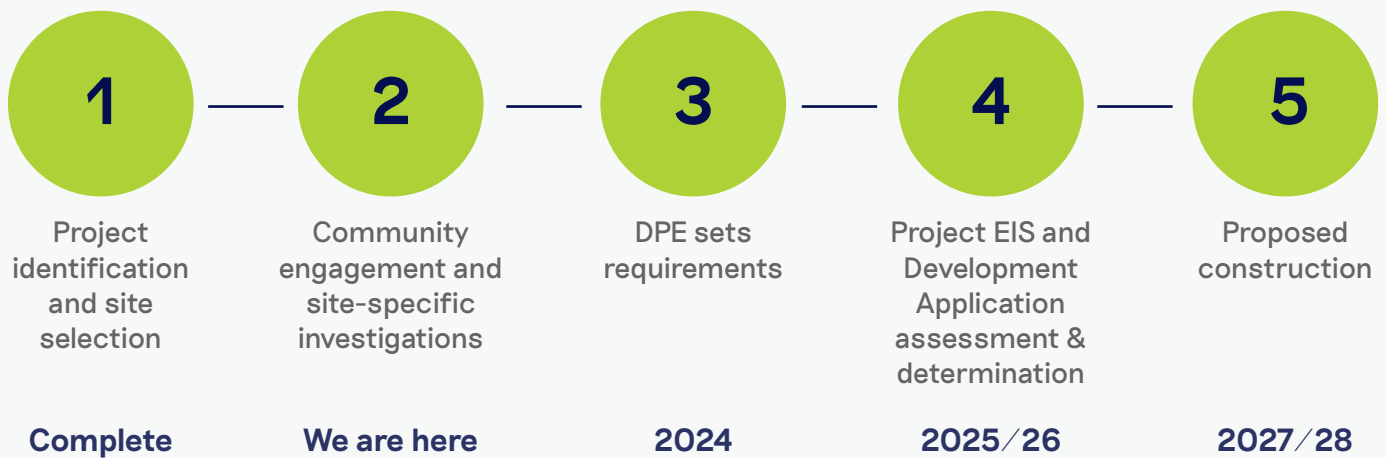 1
2
3
4
5
Project
identification
and site
selection
Community
engagement and
site-specific
investigations
DPE sets
requirements
Project EIS and
Development
Application
assessment &
determination
Proposed
construction
Complete
We are here
2024
2025/26
2027/28